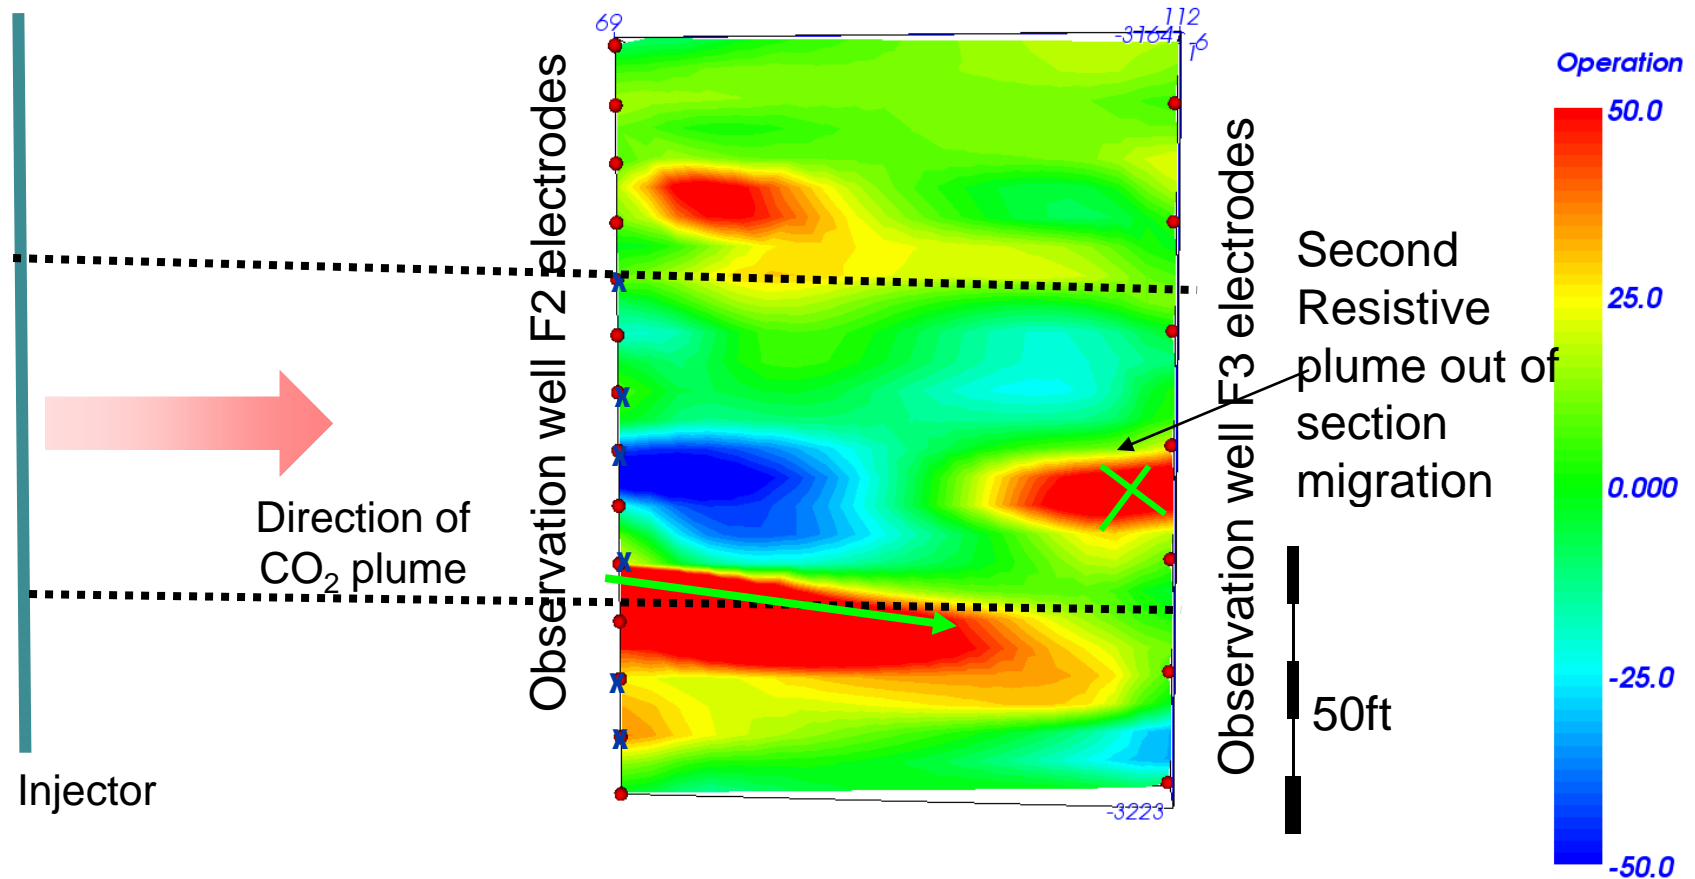 69
112
-3164
Operation
50.0
25.0
0.000
-25.0
-50.0
Observation well F2 electrodes
Observation well F3 electrodes
Second
Resistive
plume out of
section
migration
Direction of
CO₂ plume
50ft
Injector
-3223